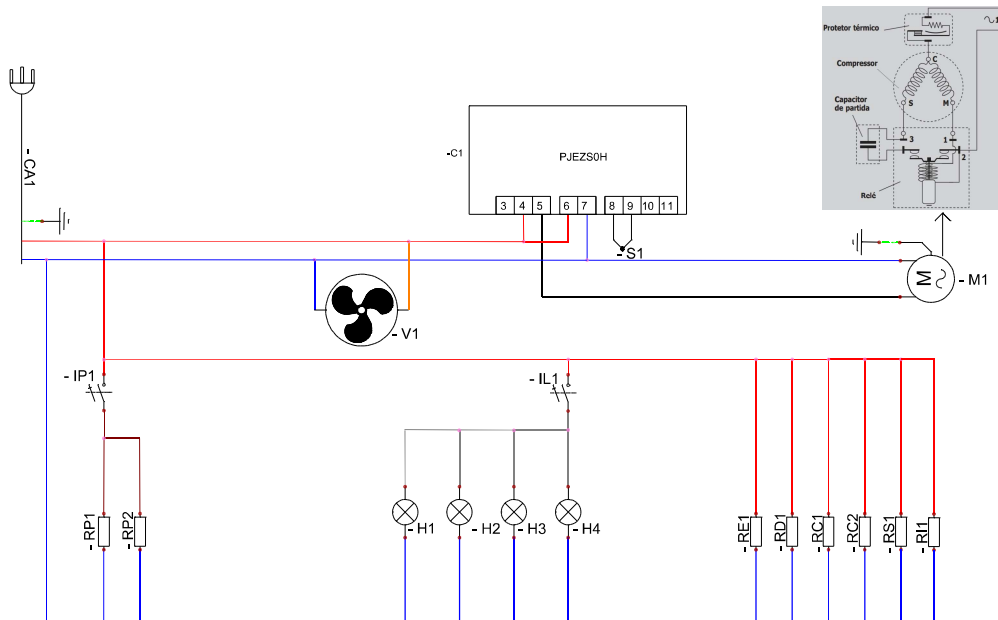 Protetor térmico
1
C
Compressor
S
M
Capacitor
de partida
3
1
2
Relé
- CA1
-C1
PJEZS0H
3 4 5 6 7 8 9 10 11
- S1
M
- M1
- V1
- IP1
- IL1
- RP1
- RP2
- H1
- H2
- H3
- H4
- RE1
- RD1
- RC1
- RC2
- RS1
- RI1